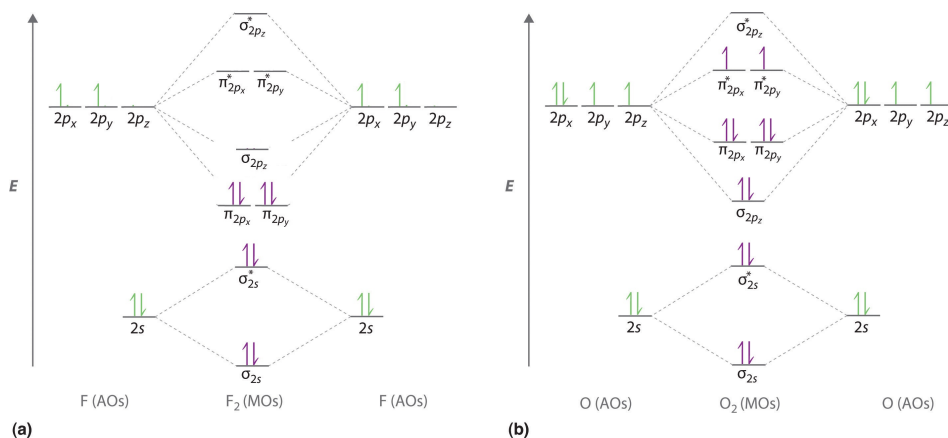 σ*2pz
π*2px π*2py
2px 2py 2pz
2px 2py 2pz
σ2pz
E
π2px π2py
σ*2s
2s
2s
σ2s
F (AOs)
F2 (MOs)
F (AOs)
(a)
σ*2pz
π*2px π*2py
2px 2py 2pz
2px 2py 2pz
π2px π2py
E
σ2pz
σ*2s
2s
2s
σ2s
O (AOs)
O2 (MOs)
O (AOs)
(b)